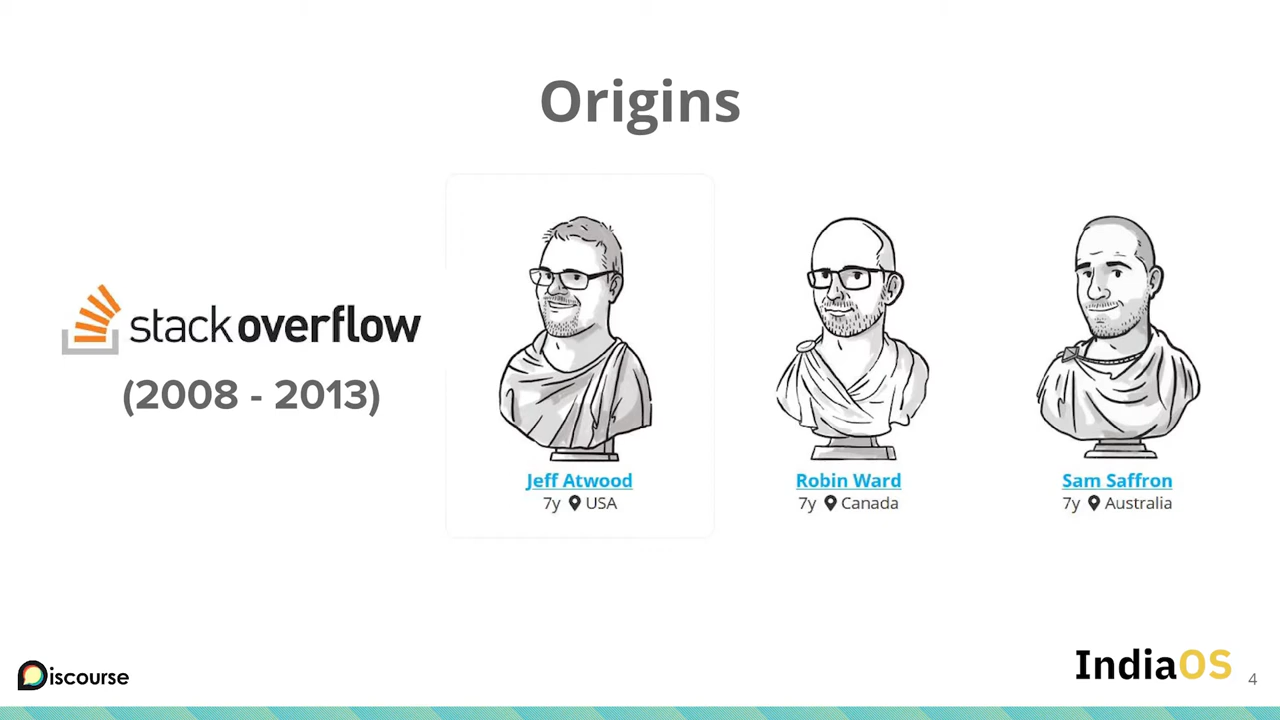 Origins
stackoverflow
(2008 - 2013)
Jeff Atwood
7y USA
Robin Ward
7y Canada
Sam Saffron
7y Australia
Discourse
IndiaOS
4